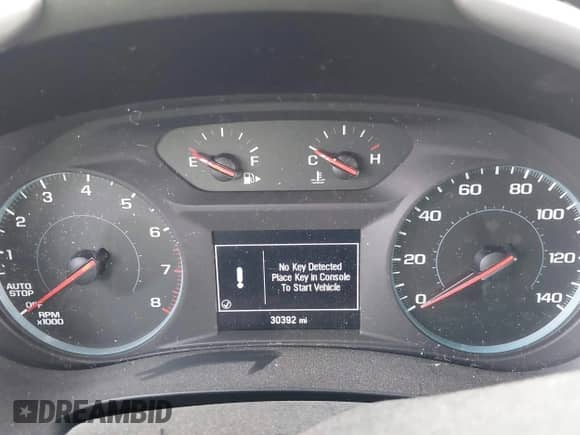 E F C H
1 2 3 4 5 6 7 8
AUTO
STOP
OFF
RPM
x1000
No Key Detected
Place Key in Console
To Start Vehicle
!
30392 mi
0 20 40 60 80 100 120 140
DREAMBID